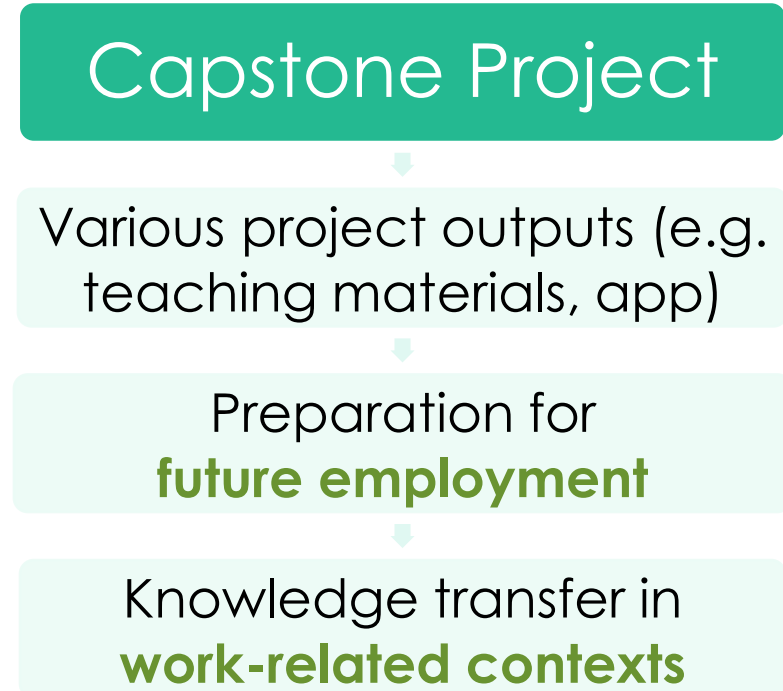 Capstone Project
Various project outputs (e.g.
teaching materials, app)
Preparation for
future employment
Knowledge transfer in
work-related contexts